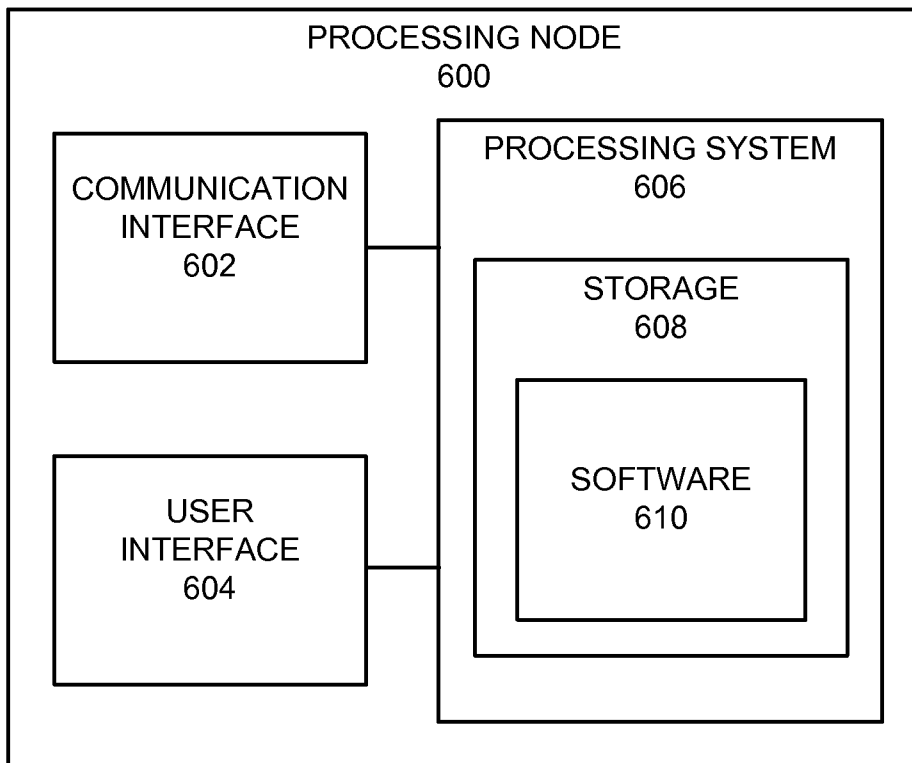 PROCESSING NODE
600
COMMUNICATION
INTERFACE
602
USER
INTERFACE
604
PROCESSING SYSTEM
606
STORAGE
608
SOFTWARE
610